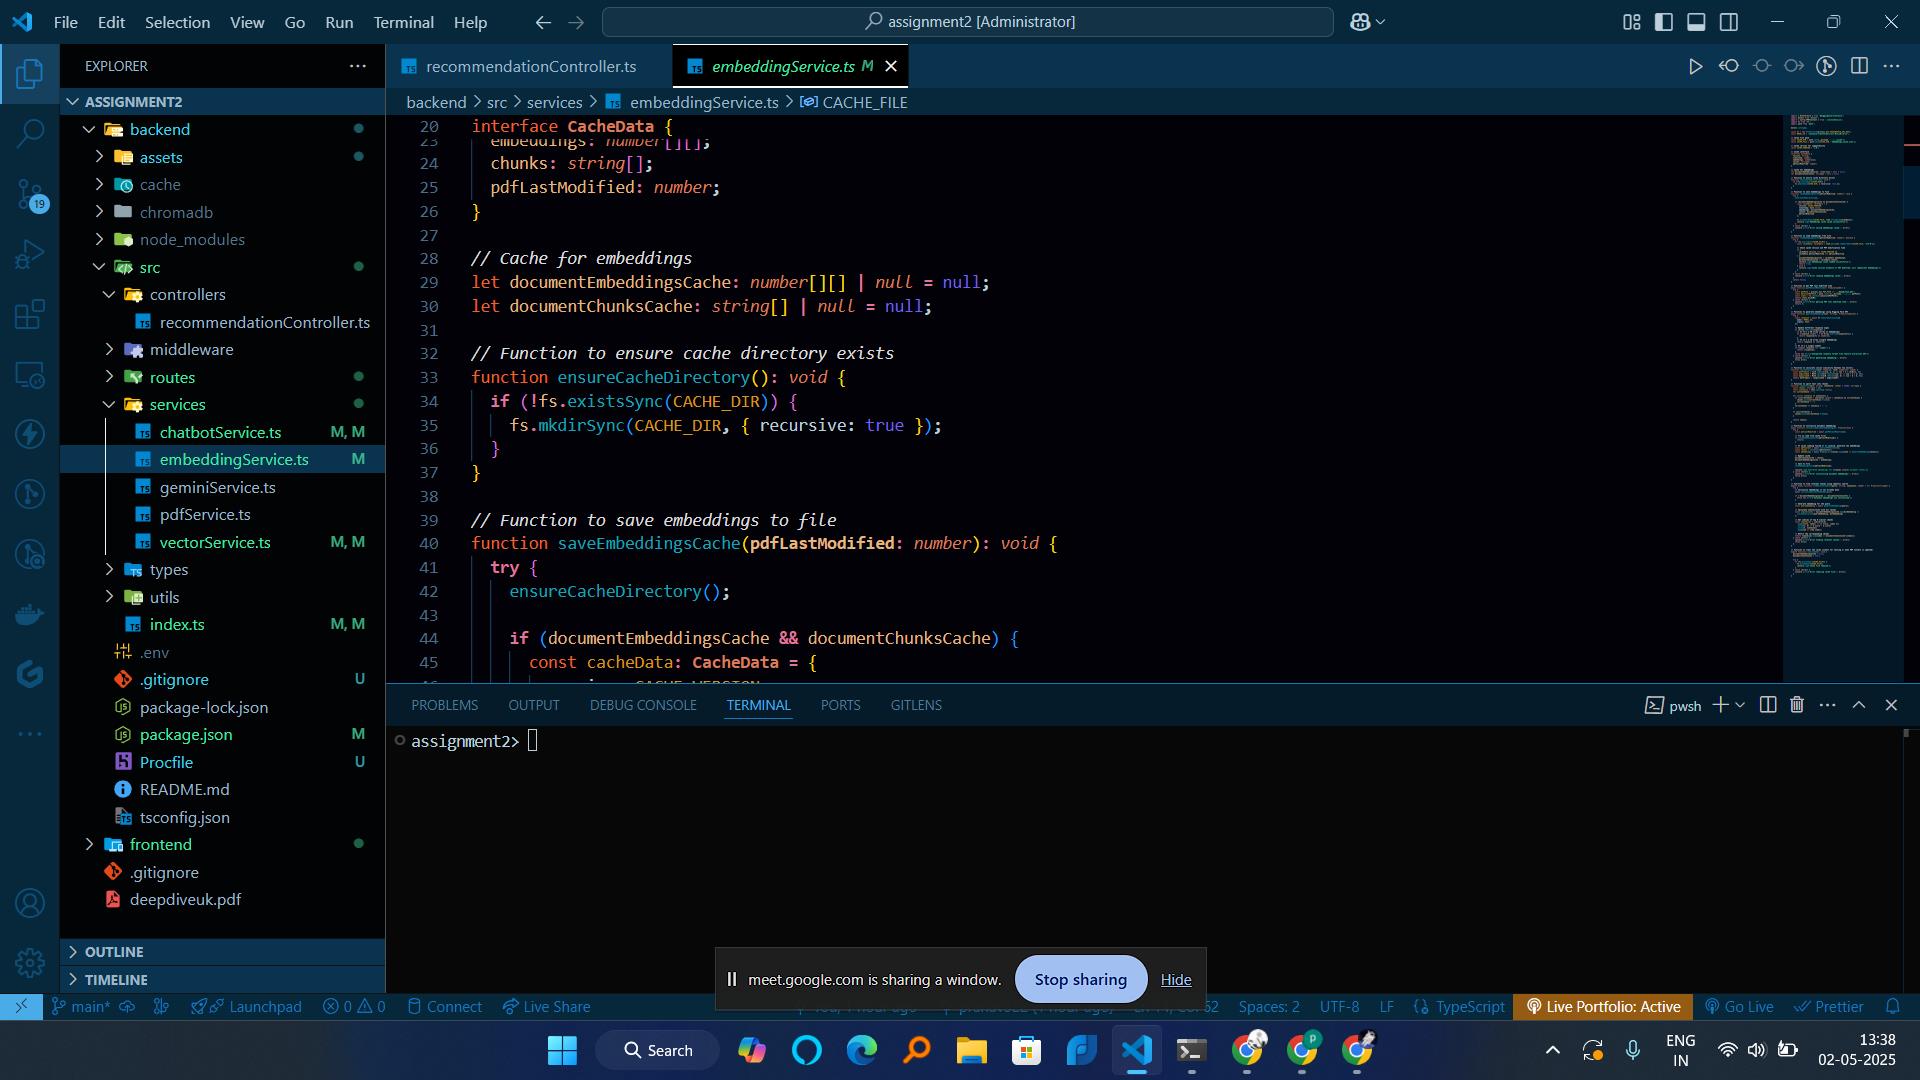 File Edit Selection View Go Run Terminal Help
assignment2 [Administrator]
EXPLORER
ASSIGNMENT2
backend
assets
cache
chromadb
node_modules
src
controllers
recommendationController.ts
middleware
routes
services
chatbotService.ts M, M
embeddingService.ts M
geminiService.ts
pdfService.ts
vectorService.ts M, M
types
utils
index.ts M, M
.env
.gitignore U
package-lock.json
package.json M
Procfile U
README.md
tsconfig.json
frontend
.gitignore
deepdiveuk.pdf
OUTLINE
TIMELINE
19
recommendationController.ts
embeddingService.ts M
backend > src > services > embeddingService.ts > CACHE_FILE
20 interface CacheData {
23 embeddings: number[][];
24 chunks: string[];
25 pdfLastModified: number;
26 }
27
28 // Cache for embeddings
29 let documentEmbeddingsCache: number[][] | null = null;
30 let documentChunksCache: string[] | null = null;
31
32 // Function to ensure cache directory exists
33 function ensureCacheDirectory(): void {
34 if (!fs.existsSync(CACHE_DIR)) {
35 fs.mkdirSync(CACHE_DIR, { recursive: true });
36 }
37 }
38
39 // Function to save embeddings to file
40 function saveEmbeddingsCache(pdfLastModified: number): void {
41 try {
42 ensureCacheDirectory();
43
44 if (documentEmbeddingsCache && documentChunksCache) {
45 const cacheData: CacheData = {
PROBLEMS OUTPUT DEBUG CONSOLE TERMINAL PORTS GITLENS
pwsh
assignment2>
meet.google.com is sharing a window. Stop sharing Hide
main* Launchpad 0 0 Connect Live Share Spaces: 2 UTF-8 LF {} TypeScript Live Portfolio: Active Go Live Prettier
Search
ENG
IN
13:38
02-05-2025